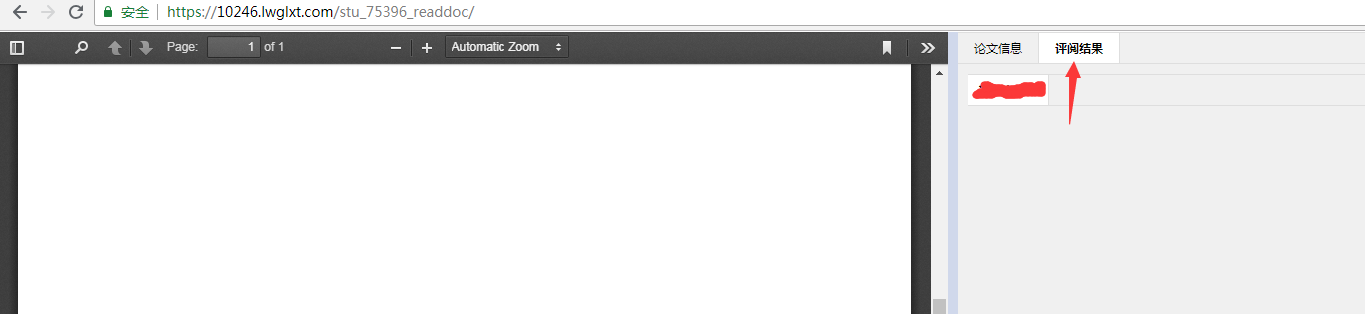 安全 https://10246.lwglxt.com/stu_75396_readdoc/
Page: 1 of 1 Automatic Zoom
论文信息 评阅结果